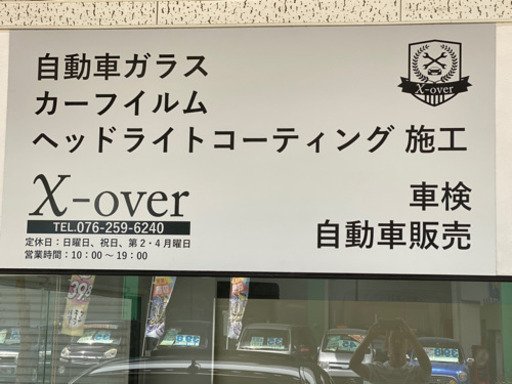 自動車ガラス
カーフイルム
ヘッドライトコーティング 施工
X-over
車検
自動車販売
X-over
TEL.076-259-6240
定休日：日曜日、祝日、第2・4月曜日
営業時間：10：00 〜 19：00